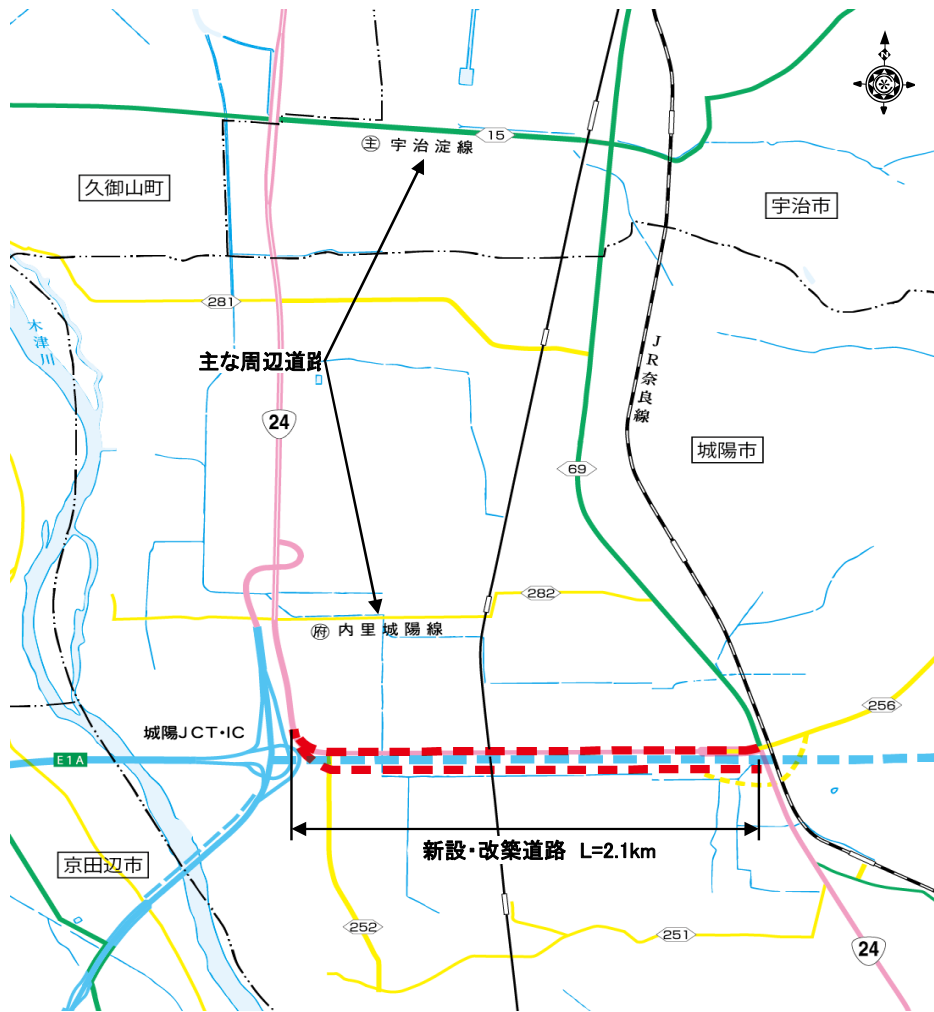 N
15
主 宇治淀線
久御山町
宇治市
281
木津川
主な周辺道路
JR奈良線
24
城陽市
69
282
府 内里城陽線
256
城陽JCT・IC
E1A
新設・改築道路 L=2.1km
京田辺市
252
251
24